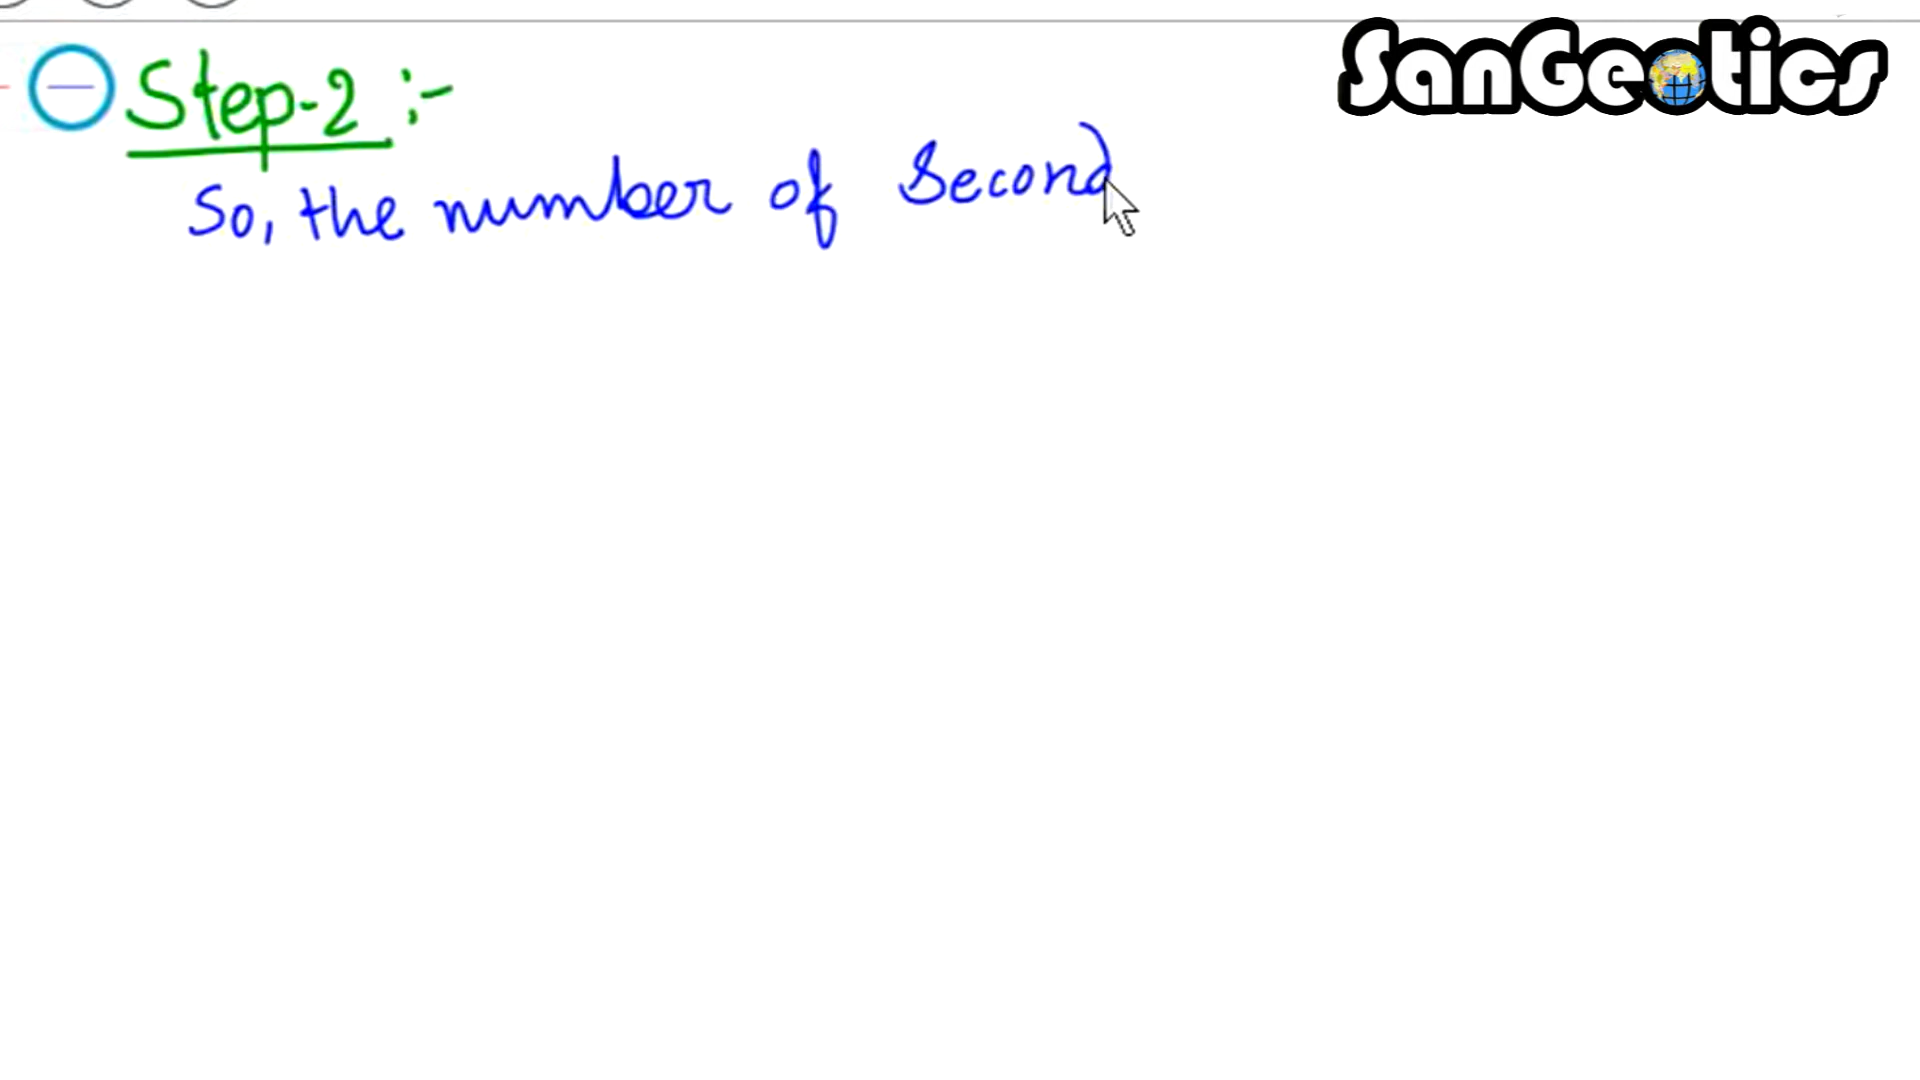 SanGeotics
Step-2 :-
So, the number of Second